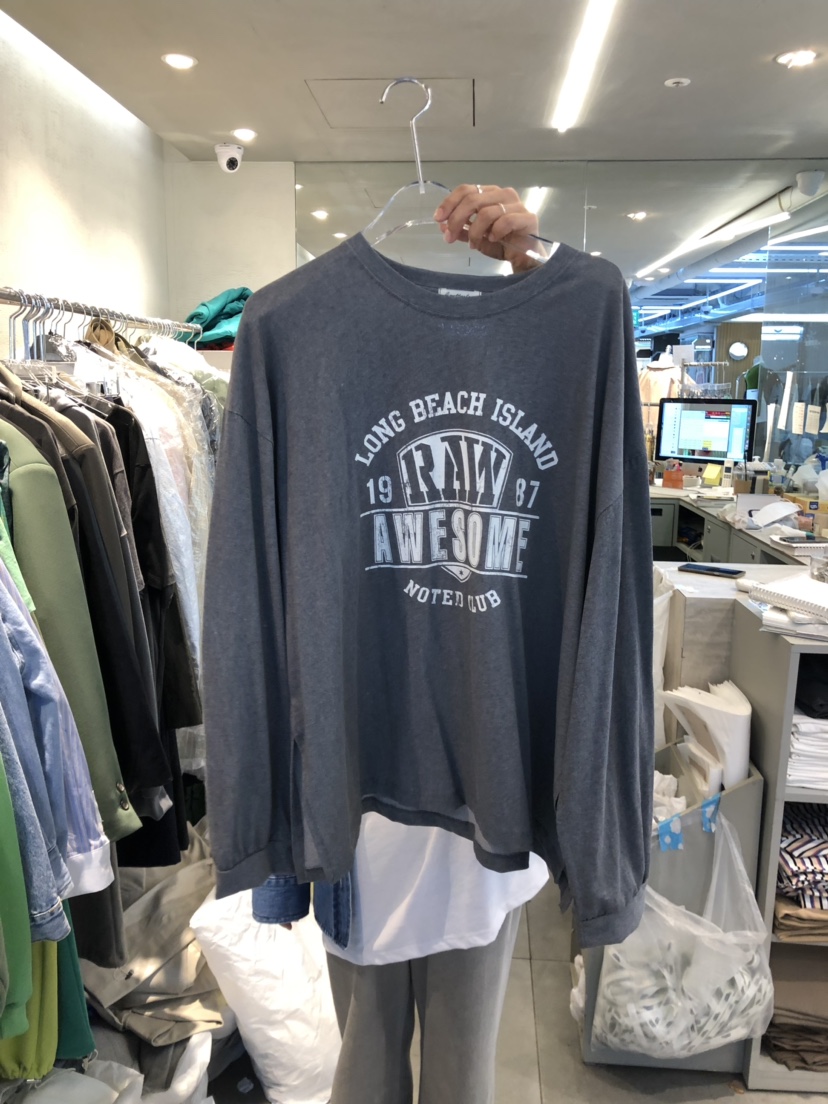 LONG BEACH ISLAND
RAW
19 87
AWESOME
NOTED CLUB